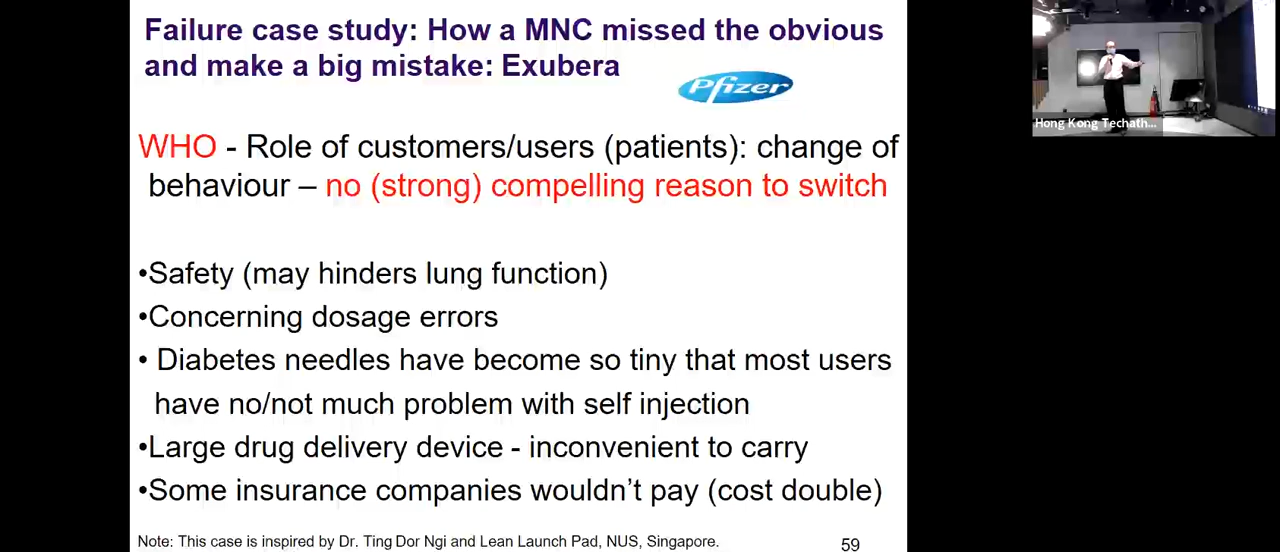 Failure case study: How a MNC missed the obvious
and make a big mistake: Exubera
Pfizer
Hong Kong Techath...
WHO - Role of customers/users (patients): change of
behaviour – no (strong) compelling reason to switch
•Safety (may hinders lung function)
•Concerning dosage errors
• Diabetes needles have become so tiny that most users
have no/not much problem with self injection
•Large drug delivery device - inconvenient to carry
•Some insurance companies wouldn't pay (cost double)
Note: This case is inspired by Dr. Ting Dor Ngi and Lean Launch Pad, NUS, Singapore.
59